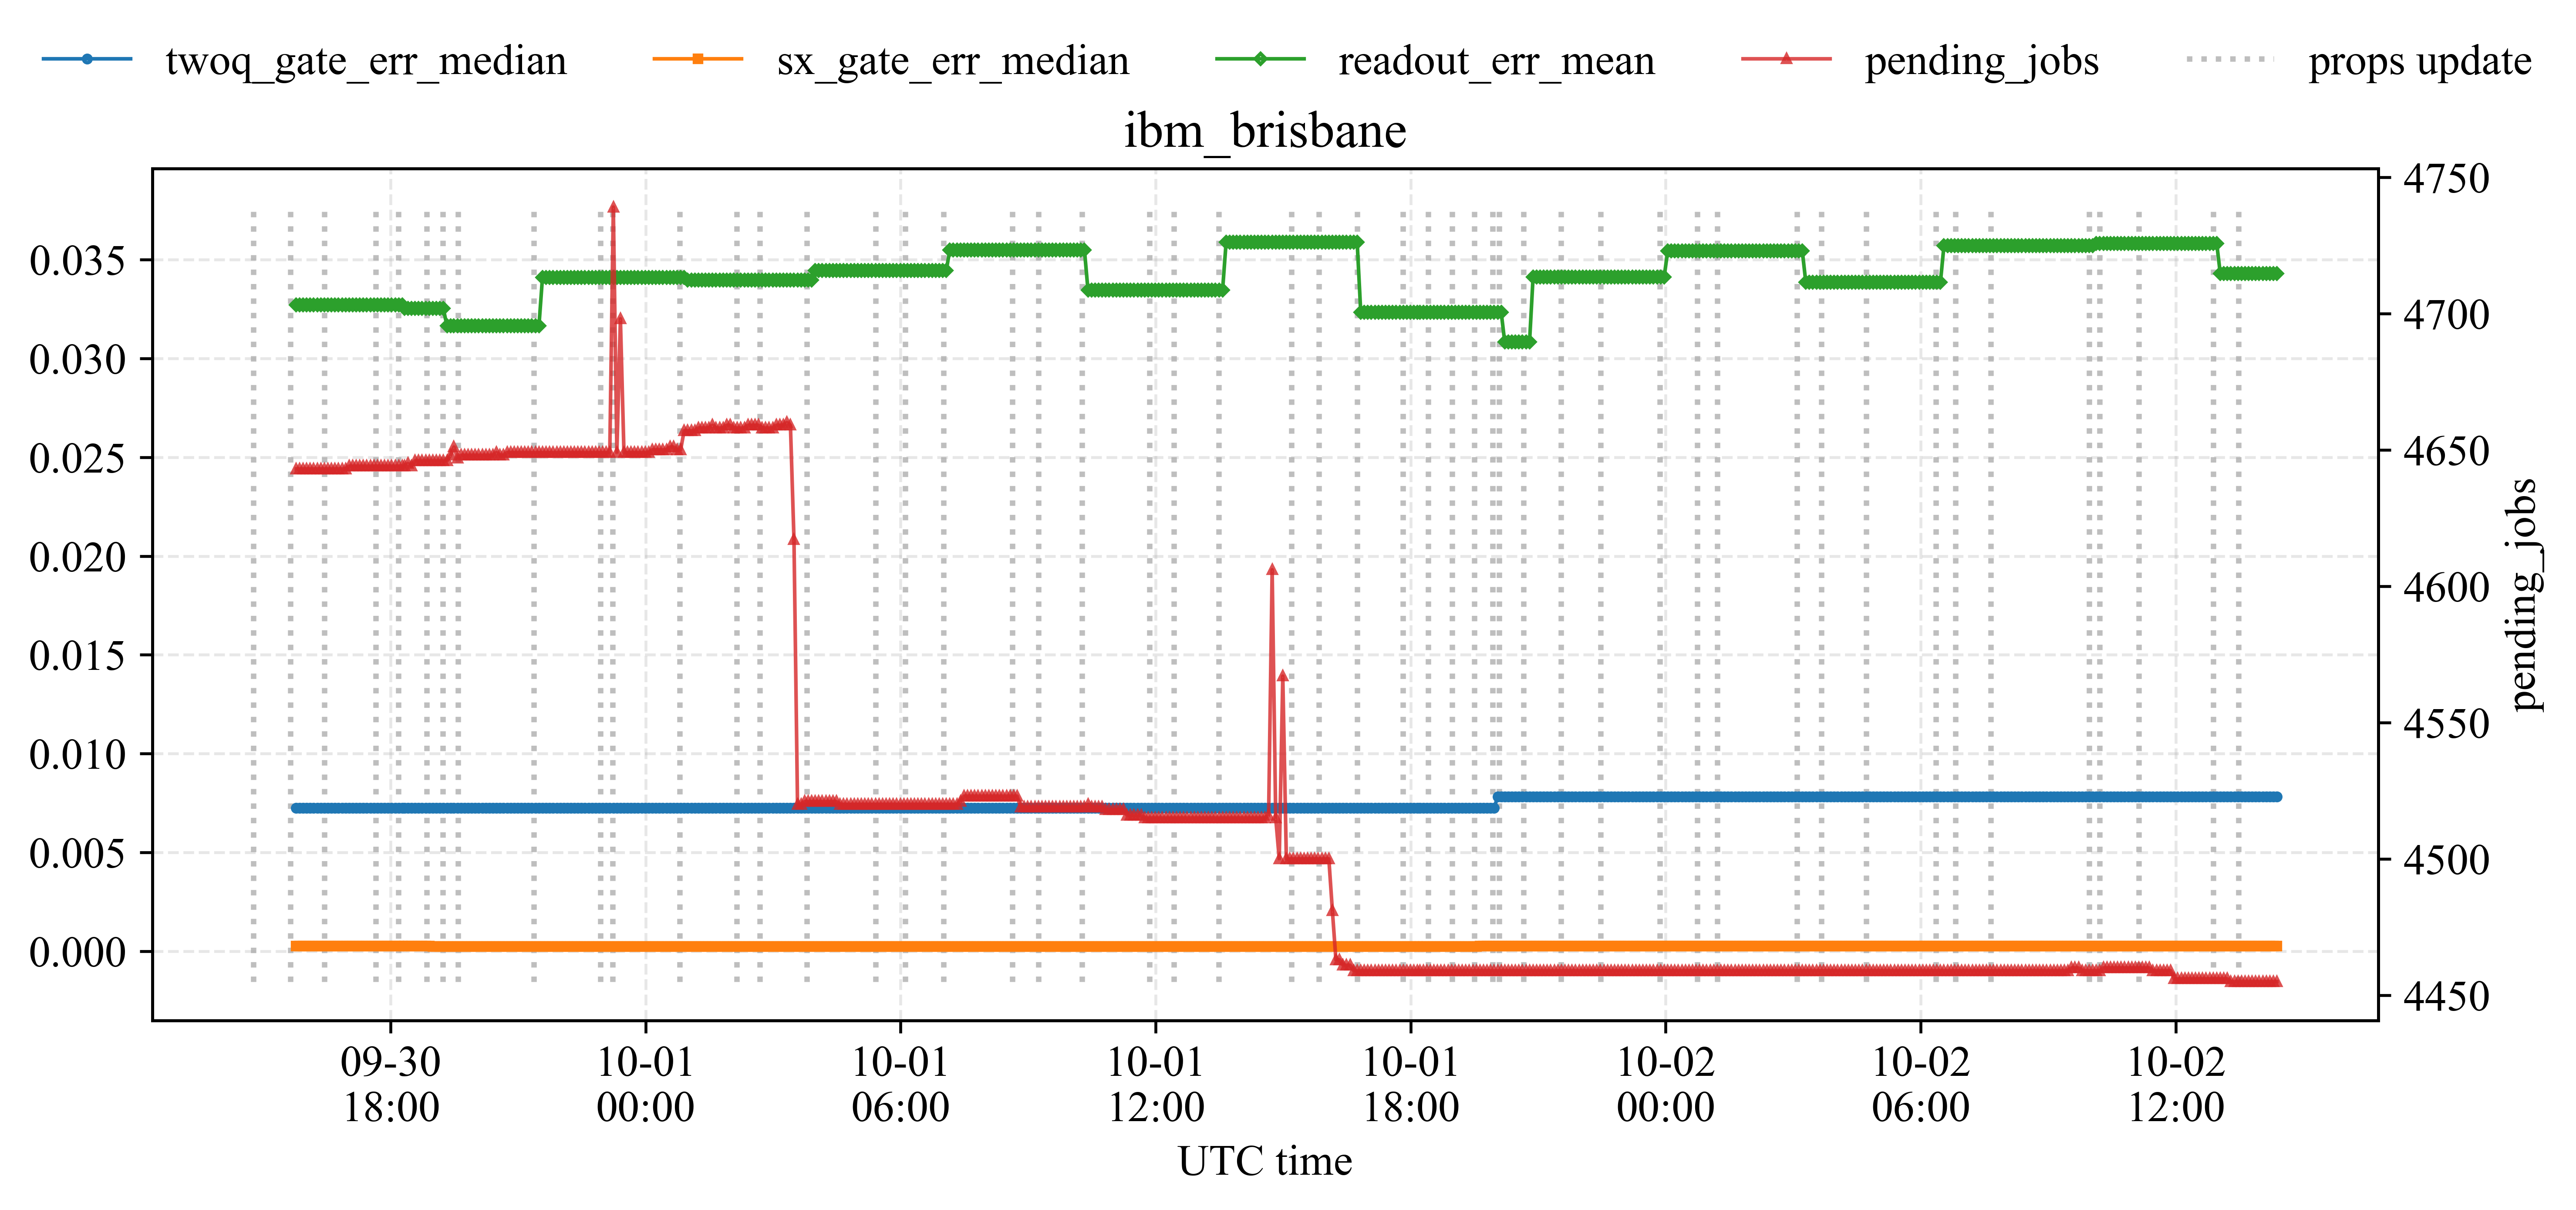 twoq_gate_err_median sx_gate_err_median readout_err_mean pending_jobs props update
ibm_brisbane
0.035
0.030
0.025
0.020
0.015
0.010
0.005
0.000
4750
4700
4650
4600
4550
4500
4450
pending_jobs
09-30 10-01 10-01 10-01 10-01 10-02 10-02 10-02
18:00 00:00 06:00 12:00 18:00 00:00 06:00 12:00
UTC time